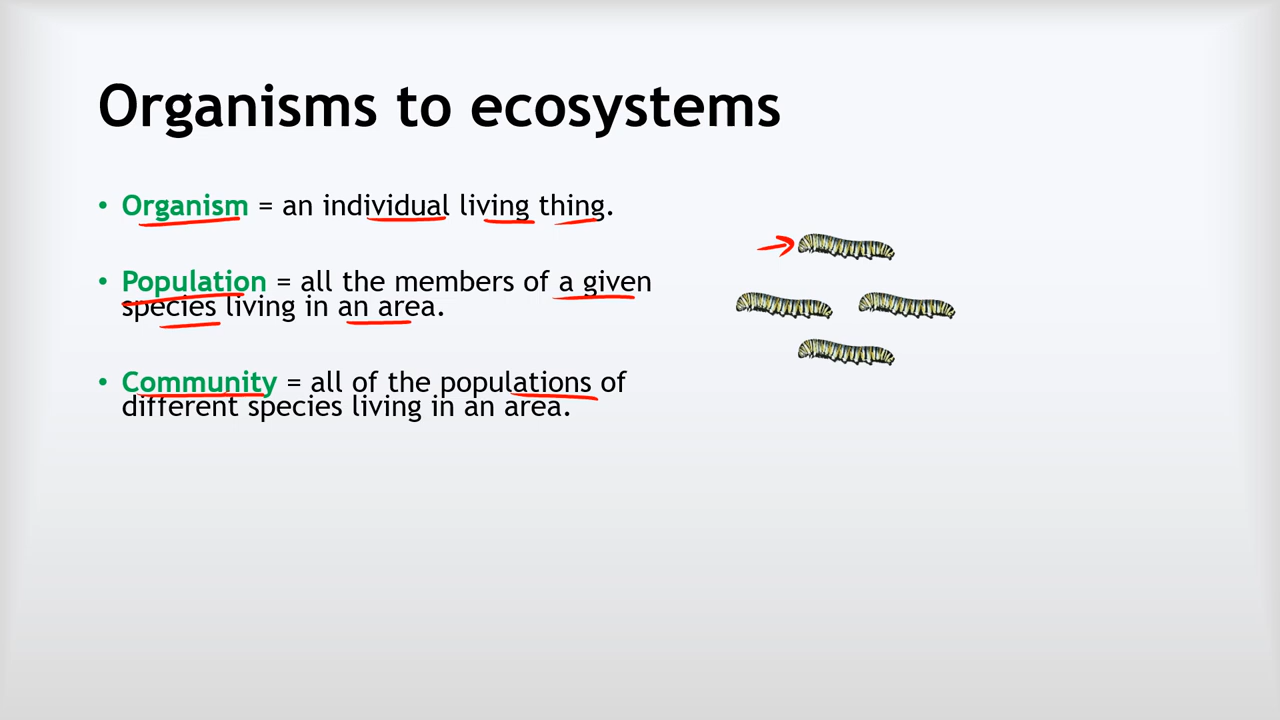 Organisms to ecosystems
• Organism = an individual living thing.
• Population = all the members of a given
species living in an area.
• Community = all of the populations of
different species living in an area.